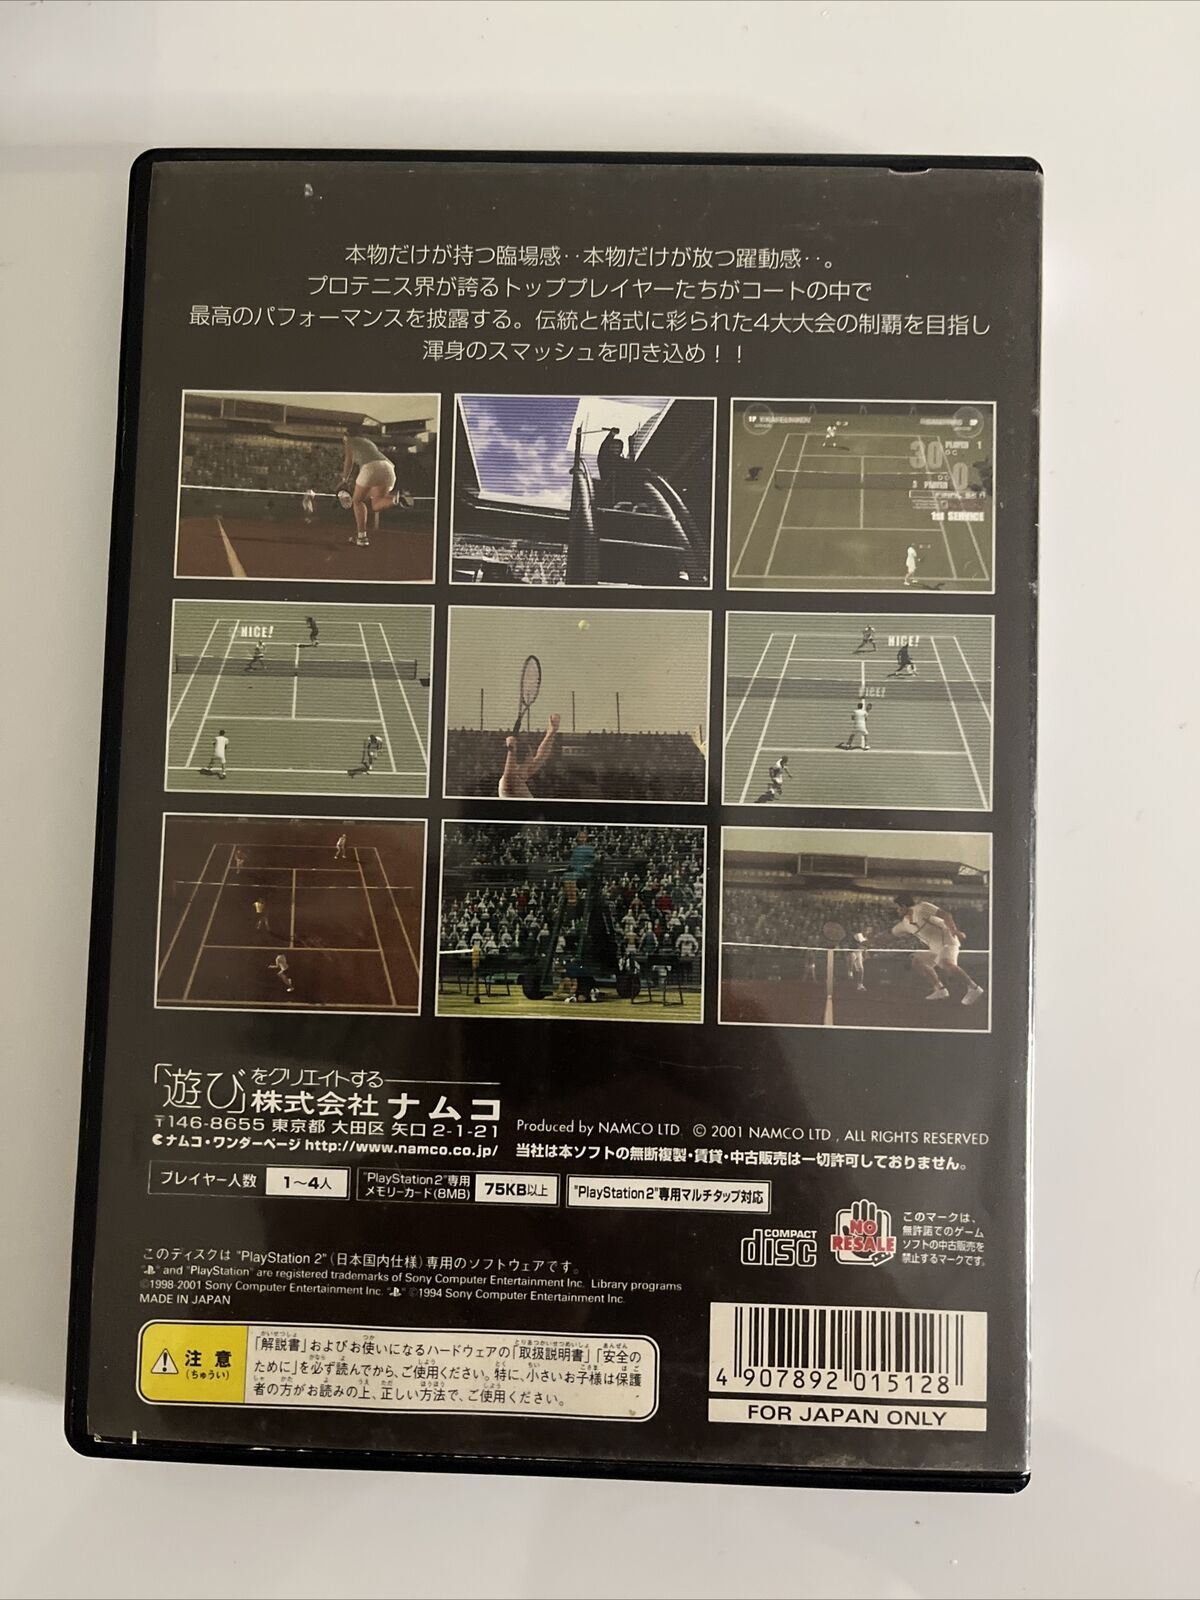 本物だけが持つ臨場感‥本物だけが放つ躍動感‥。
プロテニス界が誇るトッププレイヤーたちがコートの中で
最高のパフォーマンスを披露する。伝統と格式に彩られた4大大会の制覇を目指し
渾身のスマッシュを叩き込め！！
1P
2P
30
PLAYER 1
0
1st SERVICE
NICE!
NICE!
NICE!
「遊び」をクリエイトする
株式会社 ナムコ
〒146-8655 東京都 大田区 矢口 2-1-21
ナムコ・ワンダーページ http://www.namco.co.jp/
Produced by NAMCO LTD. © 2001 NAMCO LTD., ALL RIGHTS RESERVED
当社は本ソフトの無断複製・賃貸・中古販売は一切許可しておりません。
プレイヤー人数 1～4人
"PlayStation 2"専用メモリーカード(8MB) 75KB以上
"PlayStation 2"専用マルチタップ対応
COMPACT disc
NO RESALE
このマークは、
無許諾でのゲーム
ソフトの中古販売を
禁止するマークです。
このディスクは "PlayStation 2" (日本国内仕様) 専用のソフトウェアです。
" " and "PlayStation" are registered trademarks of Sony Computer Entertainment Inc. Library programs
©1998-2001 Sony Computer Entertainment Inc. " " ©1994 Sony Computer Entertainment Inc.
MADE IN JAPAN
注意
(ちゅうい)
「解説書」およびお使いになるハードウェアの「取扱説明書」「安全の
ために」を必ず読んでから、ご使用ください。特に、小さいお子様は保護
者の方がお読みの上、正しい方法で、ご使用ください。
4 907892 015128
FOR JAPAN ONLY